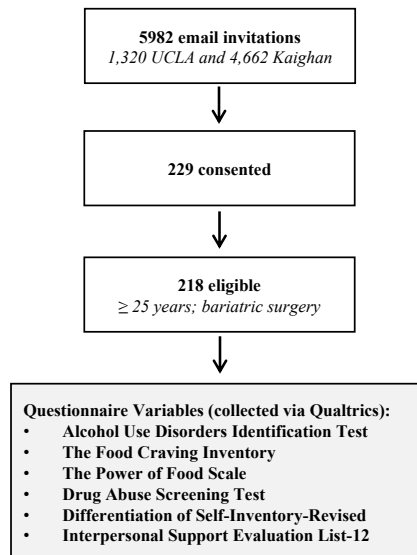 5982 email invitations
1,320 UCLA and 4,662 Kaighan
229 consented
218 eligible
≥ 25 years; bariatric surgery
Questionnaire Variables (collected via Qualtrics):
• Alcohol Use Disorders Identification Test
• The Food Craving Inventory
• The Power of Food Scale
• Drug Abuse Screening Test
• Differentiation of Self-Inventory-Revised
• Interpersonal Support Evaluation List-12